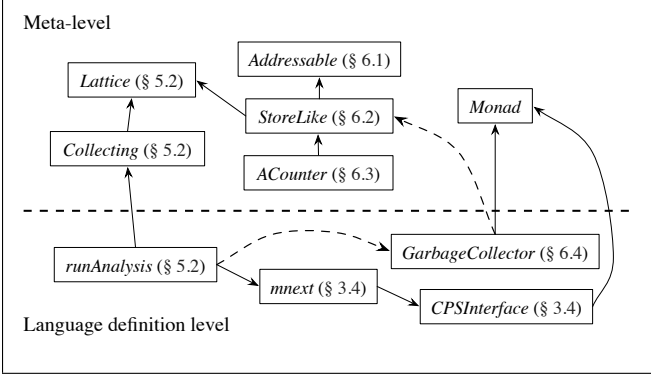 Meta-level
Addressable (§ 6.1)
Lattice (§ 5.2)
StoreLike (§ 6.2)
Monad
Collecting (§ 5.2)
ACounter (§ 6.3)
runAnalysis (§ 5.2)
GarbageCollector (§ 6.4)
mnext (§ 3.4)
CPSInterface (§ 3.4)
Language definition level